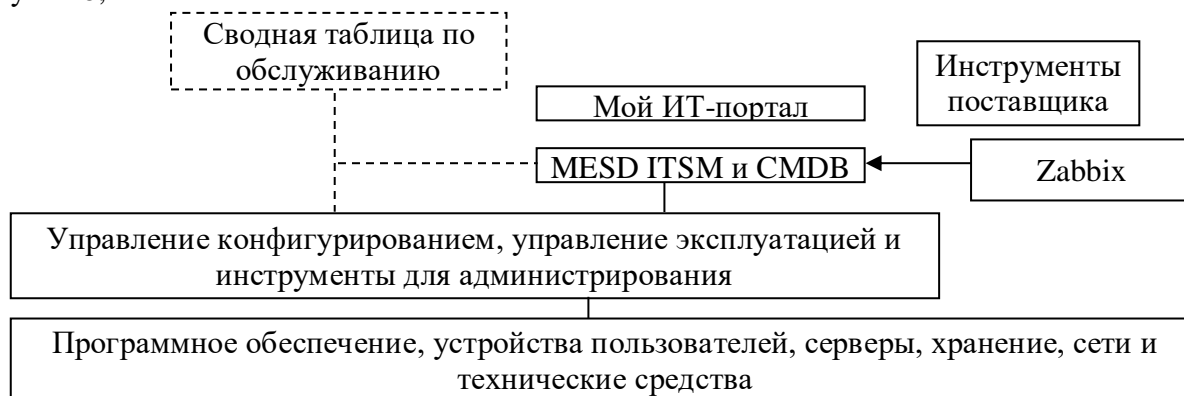 Сводная таблица по
обслуживанию
Инструменты
поставщика
Мой ИТ-портал
MESD ITSM и CMDB
Zabbix
Управление конфигурированием, управление эксплуатацией и
инструменты для администрирования
Программное обеспечение, устройства пользователей, серверы, хранение, сети и
технические средства